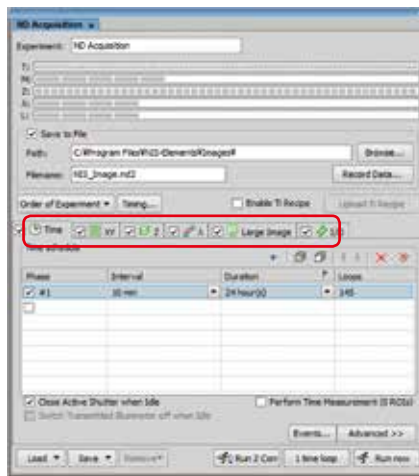 ND Acquisition x
Experiment: ND Acquisition
T:
M:
Z:
λ:
L:
Save to File
Path: C:¥Program Files¥NIS-Elements¥Images¥ Browse...
Filename: NIS_Image.nd2 Record Data...
Order of Experiment Timing... Enable Ti Recipe Upload Ti Recipe
Time XY Z λ Large Image
Time schedule
Phase Interval Duration Loops
#1 10 min 24 hour(s) 145
Close Active Shutter when Idle Perform Time Measurement (0 ROIs)
Switch Transmitted Illuminator off when Idle
Events... Advanced >>
Load Save Remove Run Z Corr 1 time loop Run now